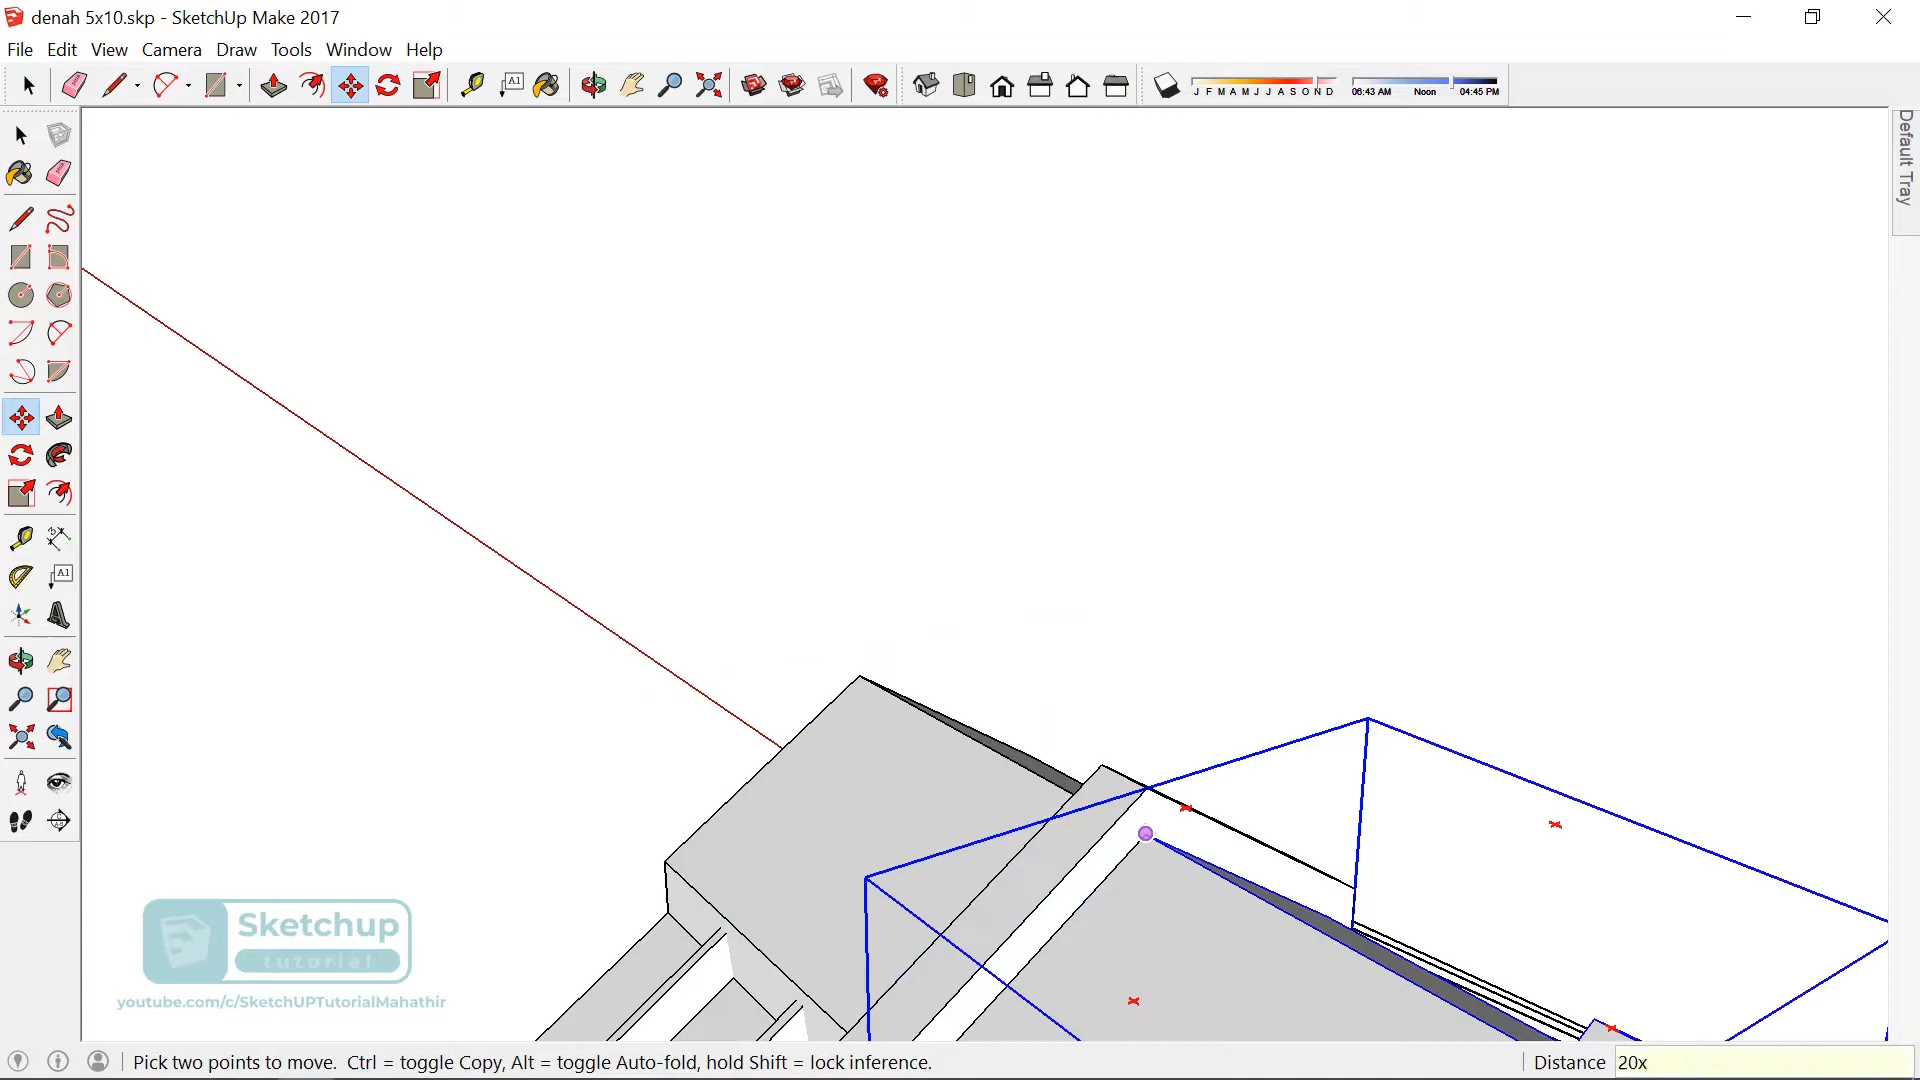 denah 5x10.skp - SketchUp Make 2017
File Edit View Camera Draw Tools Window Help
A1
J F M A M J J A S O N D
06:43 AM Noon 04:45 PM
Default Tray
A1
Sketchup
tutorial
youtube.com/c/SketchUPTutorialMahathir
Pick two points to move. Ctrl = toggle Copy, Alt = toggle Auto-fold, hold Shift = lock inference.
Distance 20x